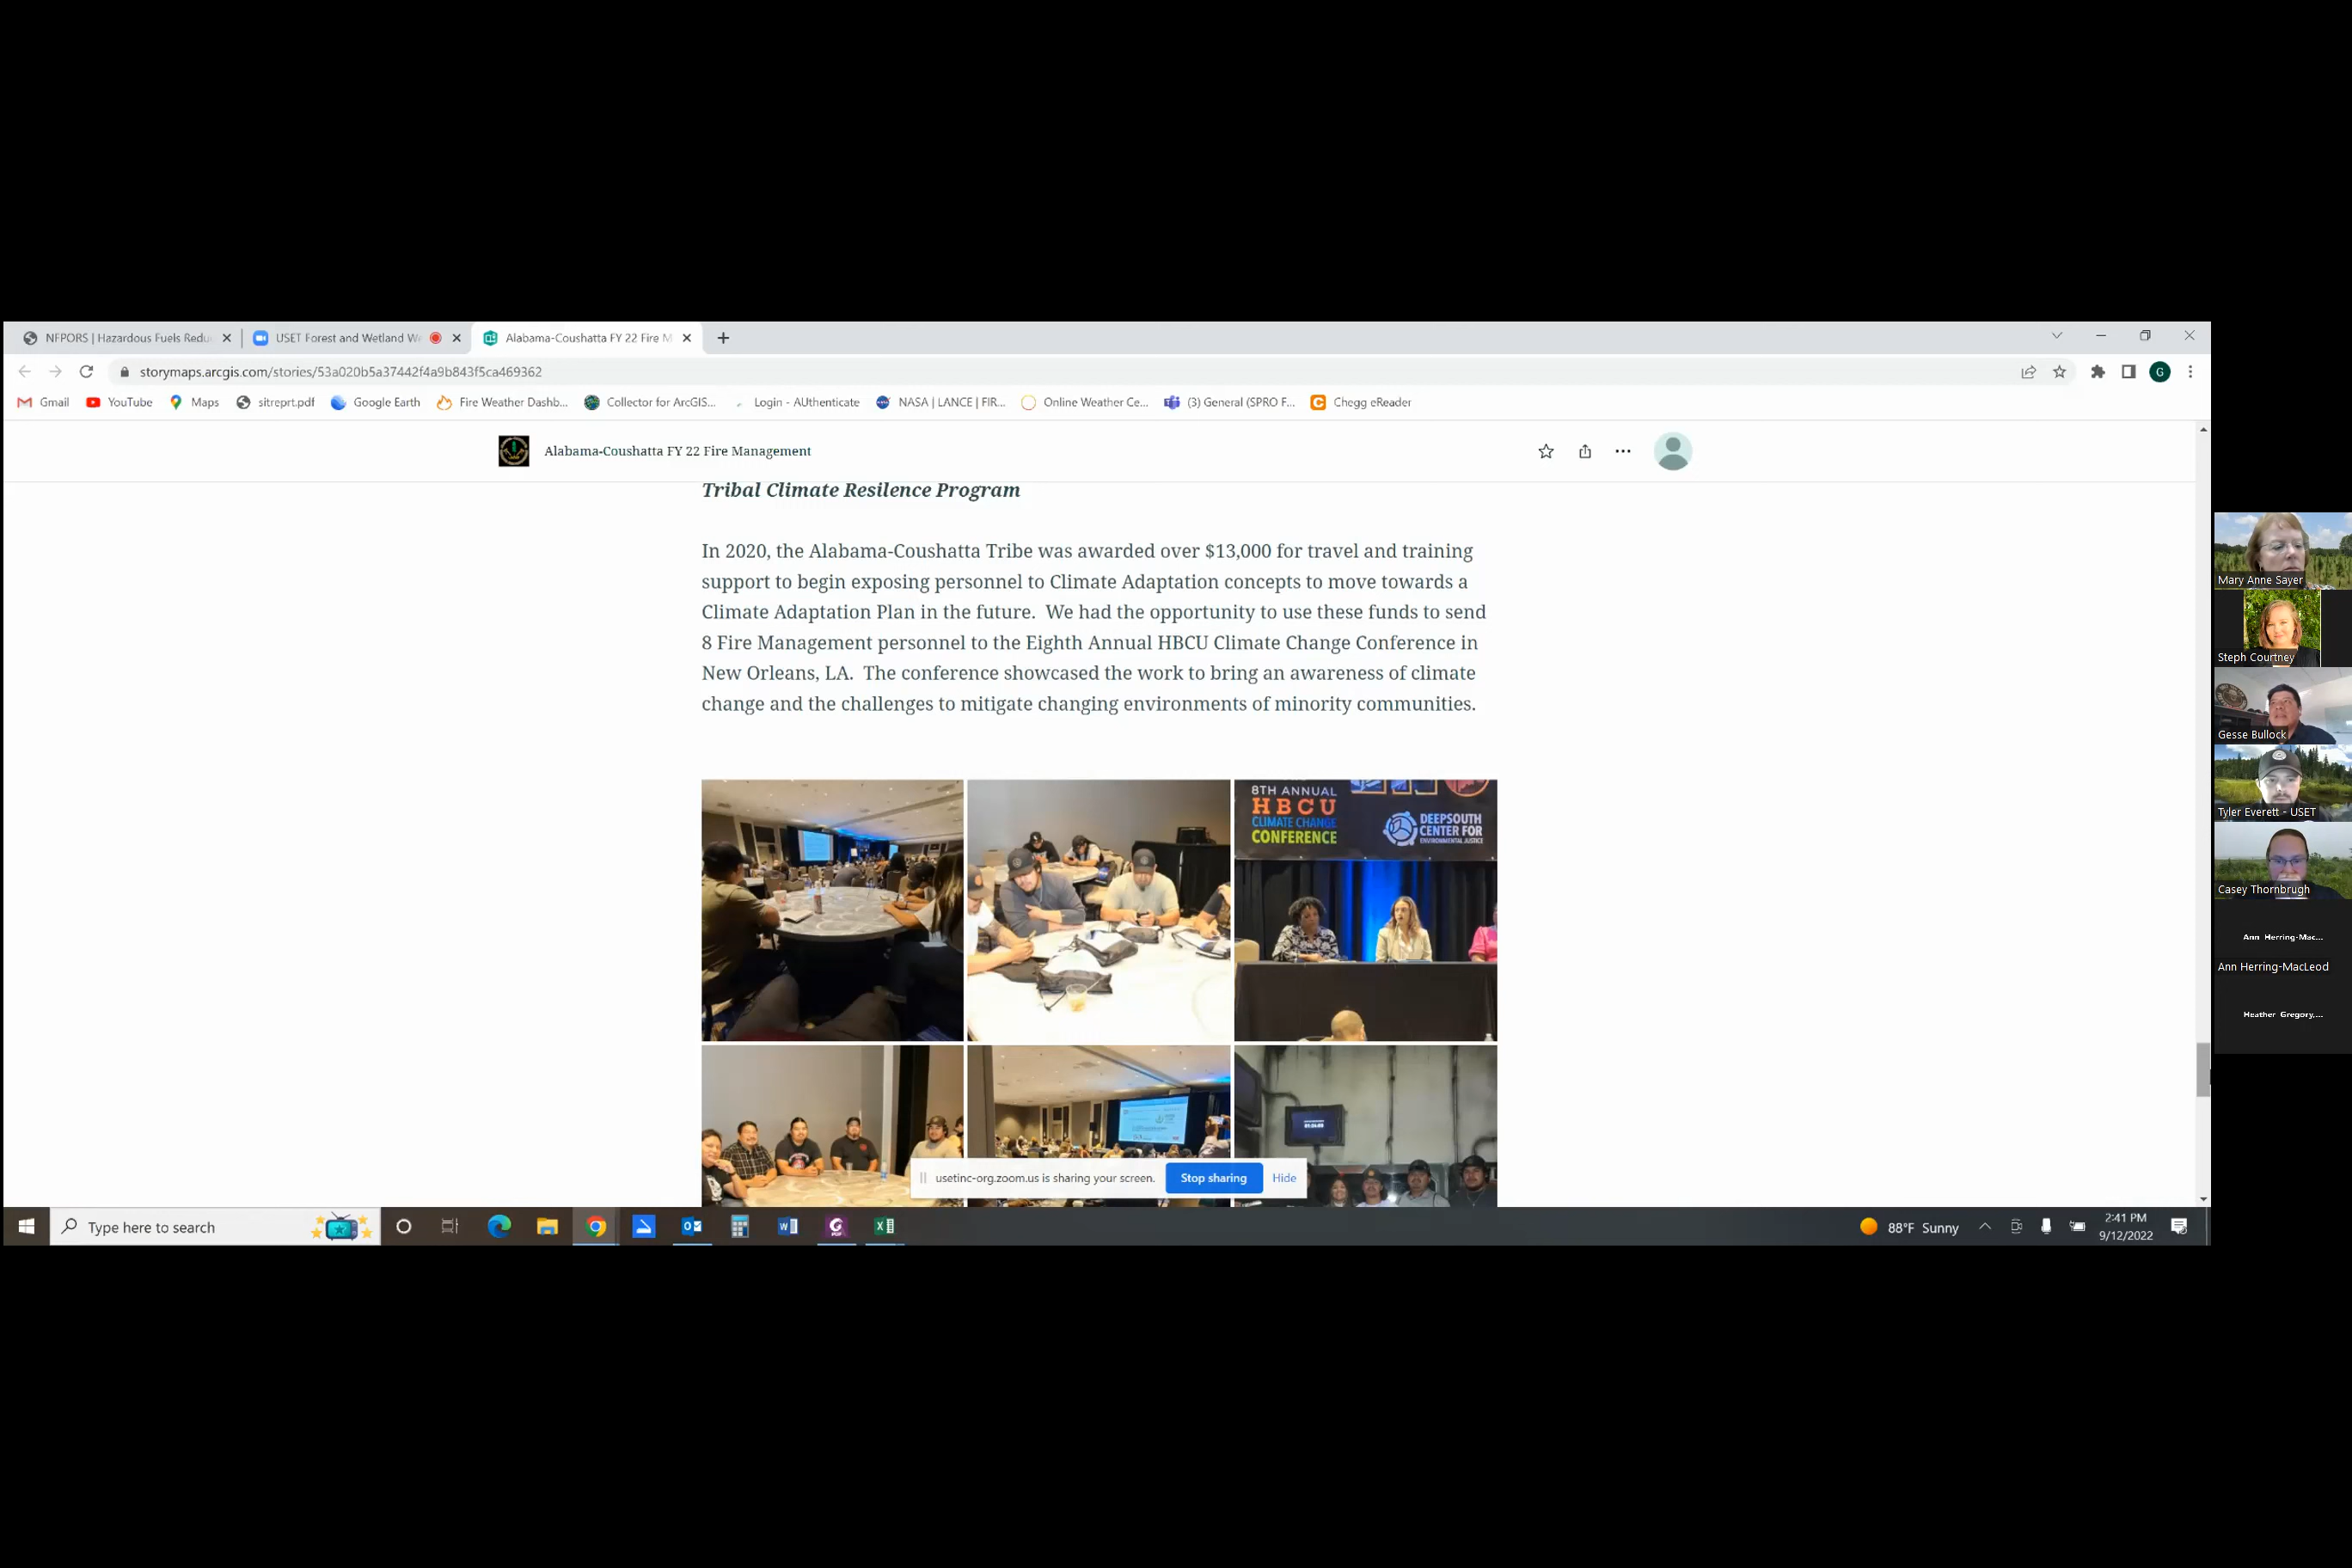 NFPORS | Hazardous Fuels Redu
USET Forest and Wetland W
Alabama-Coushatta FY 22 Fire M
storymaps.arcgis.com/stories/53a020b5a37442f4a9b843f5ca469362
G
Gmail
YouTube
Maps
sitreprt.pdf
Google Earth
Fire Weather Dashb...
Collector for ArcGIS...
Login - AUthenticate
NASA | LANCE | FIR...
Online Weather Ce...
(3) General (SPRO F...
Chegg eReader
Alabama-Coushatta FY 22 Fire Management
Tribal Climate Resilence Program
In 2020, the Alabama-Coushatta Tribe was awarded over $13,000 for travel and training
support to begin exposing personnel to Climate Adaptation concepts to move towards a
Climate Adaptation Plan in the future. We had the opportunity to use these funds to send
8 Fire Management personnel to the Eighth Annual HBCU Climate Change Conference in
New Orleans, LA. The conference showcased the work to bring an awareness of climate
change and the challenges to mitigate changing environments of minority communities.
8TH ANNUAL
HBCU
CLIMATE CHANGE
CONFERENCE
DEEPSOUTH
CENTER FOR
ENVIRONMENTAL JUSTICE
usetinc-org.zoom.us is sharing your screen.
Stop sharing
Hide
Type here to search
88°F Sunny
2:41 PM
9/12/2022
Mary Anne Sayer
Steph Courtney
Gesse Bullock
Tyler Everett - USET
Casey Thornbrugh
Ann Herring-Mac...
Ann Herring-MacLeod
Heather Gregory,...